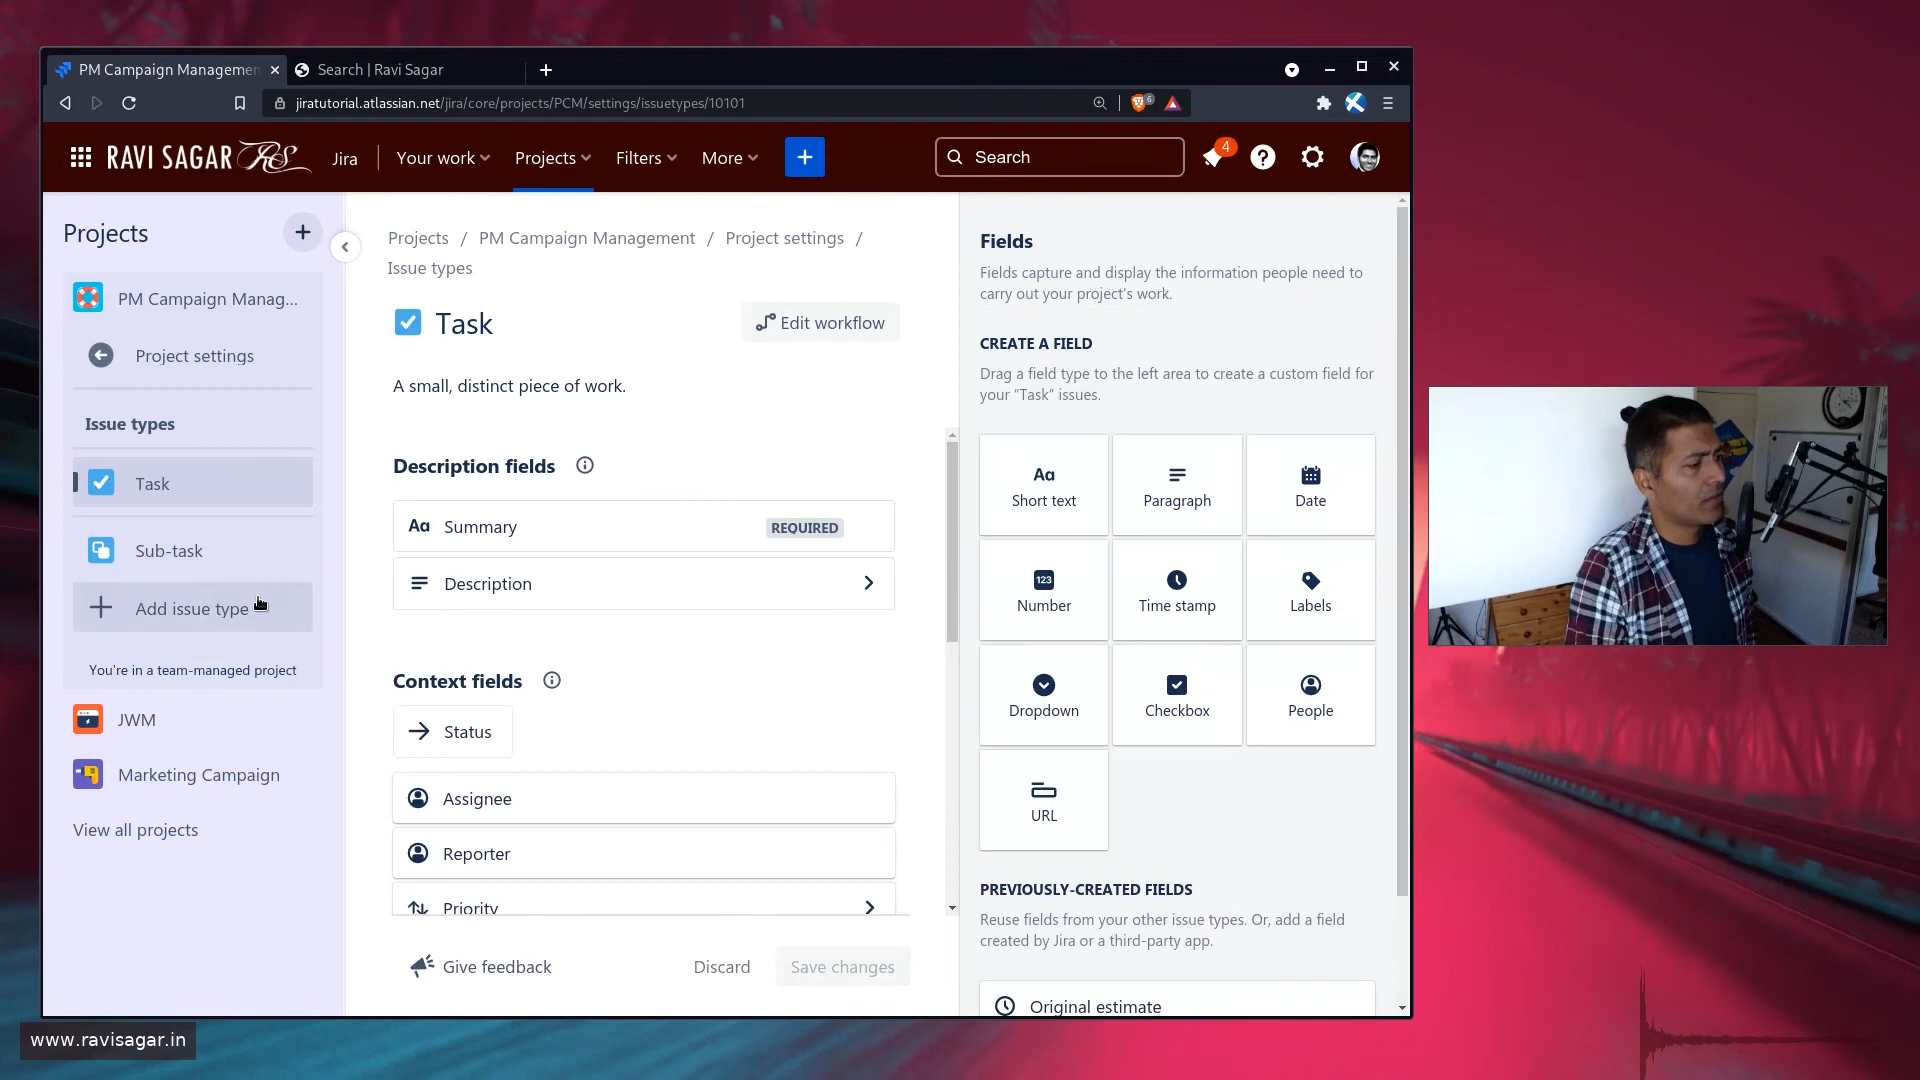 PM Campaign Managemen
Search | Ravi Sagar
jiratutorial.atlassian.net/jira/core/projects/PCM/settings/issuetypes/10101
6
RAVI SAGAR RS
Jira
Your work
Projects
Filters
More
Search
4
Projects
PM Campaign Manag...
Project settings
Issue types
Task
Sub-task
Add issue type
You're in a team-managed project
JWM
Marketing Campaign
View all projects
Projects / PM Campaign Management / Project settings /
Issue types
Task
Edit workflow
A small, distinct piece of work.
Description fields
Aa Summary REQUIRED
Description
Context fields
Status
Assignee
Reporter
Priority
Give feedback
Discard
Save changes
Fields
Fields capture and display the information people need to
carry out your project's work.
CREATE A FIELD
Drag a field type to the left area to create a custom field for
your "Task" issues.
Aa
Short text
Paragraph
Date
123
Number
Time stamp
Labels
Dropdown
Checkbox
People
URL
PREVIOUSLY-CREATED FIELDS
Reuse fields from your other issue types. Or, add a field
created by Jira or a third-party app.
Original estimate
www.ravisagar.in